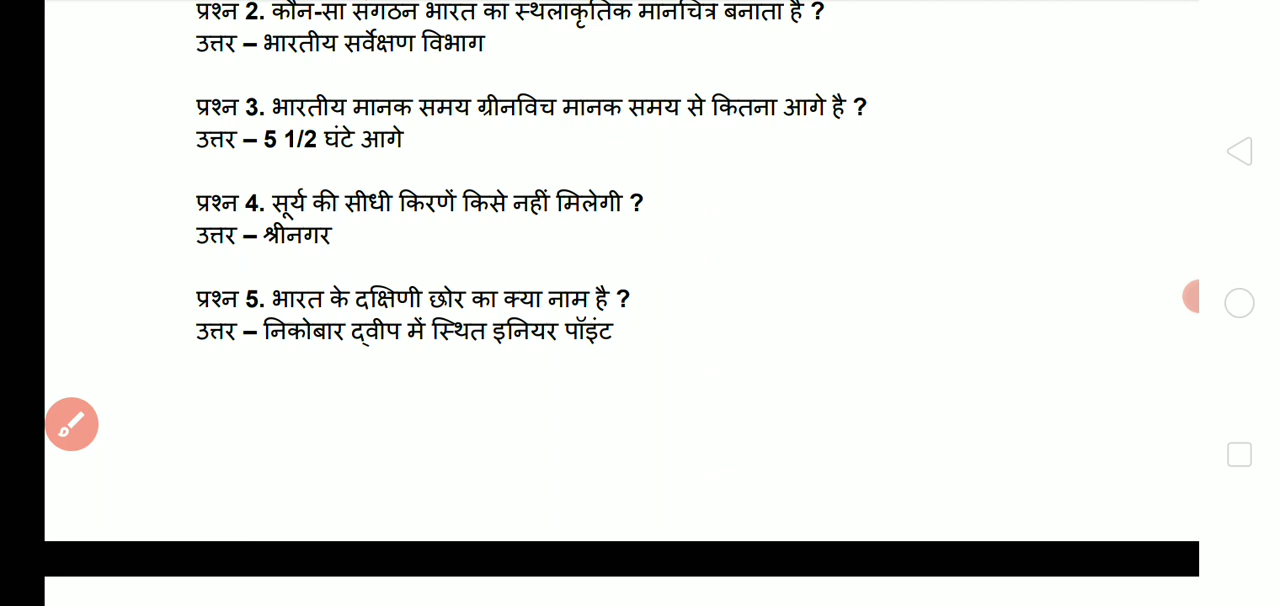 प्रश्न 2. कौन-सा संगठन भारत का स्थलाकृतिक मानचित्र बनाता है ?
उत्तर – भारतीय सर्वेक्षण विभाग
प्रश्न 3. भारतीय मानक समय ग्रीनविच मानक समय से कितना आगे है ?
उत्तर – 5 1/2 घंटे आगे
प्रश्न 4. सूर्य की सीधी किरणें किसे नहीं मिलेगी ?
उत्तर – श्रीनगर
प्रश्न 5. भारत के दक्षिणी छोर का क्या नाम है ?
उत्तर – निकोबार द्वीप में स्थित इनियर पॉइंट